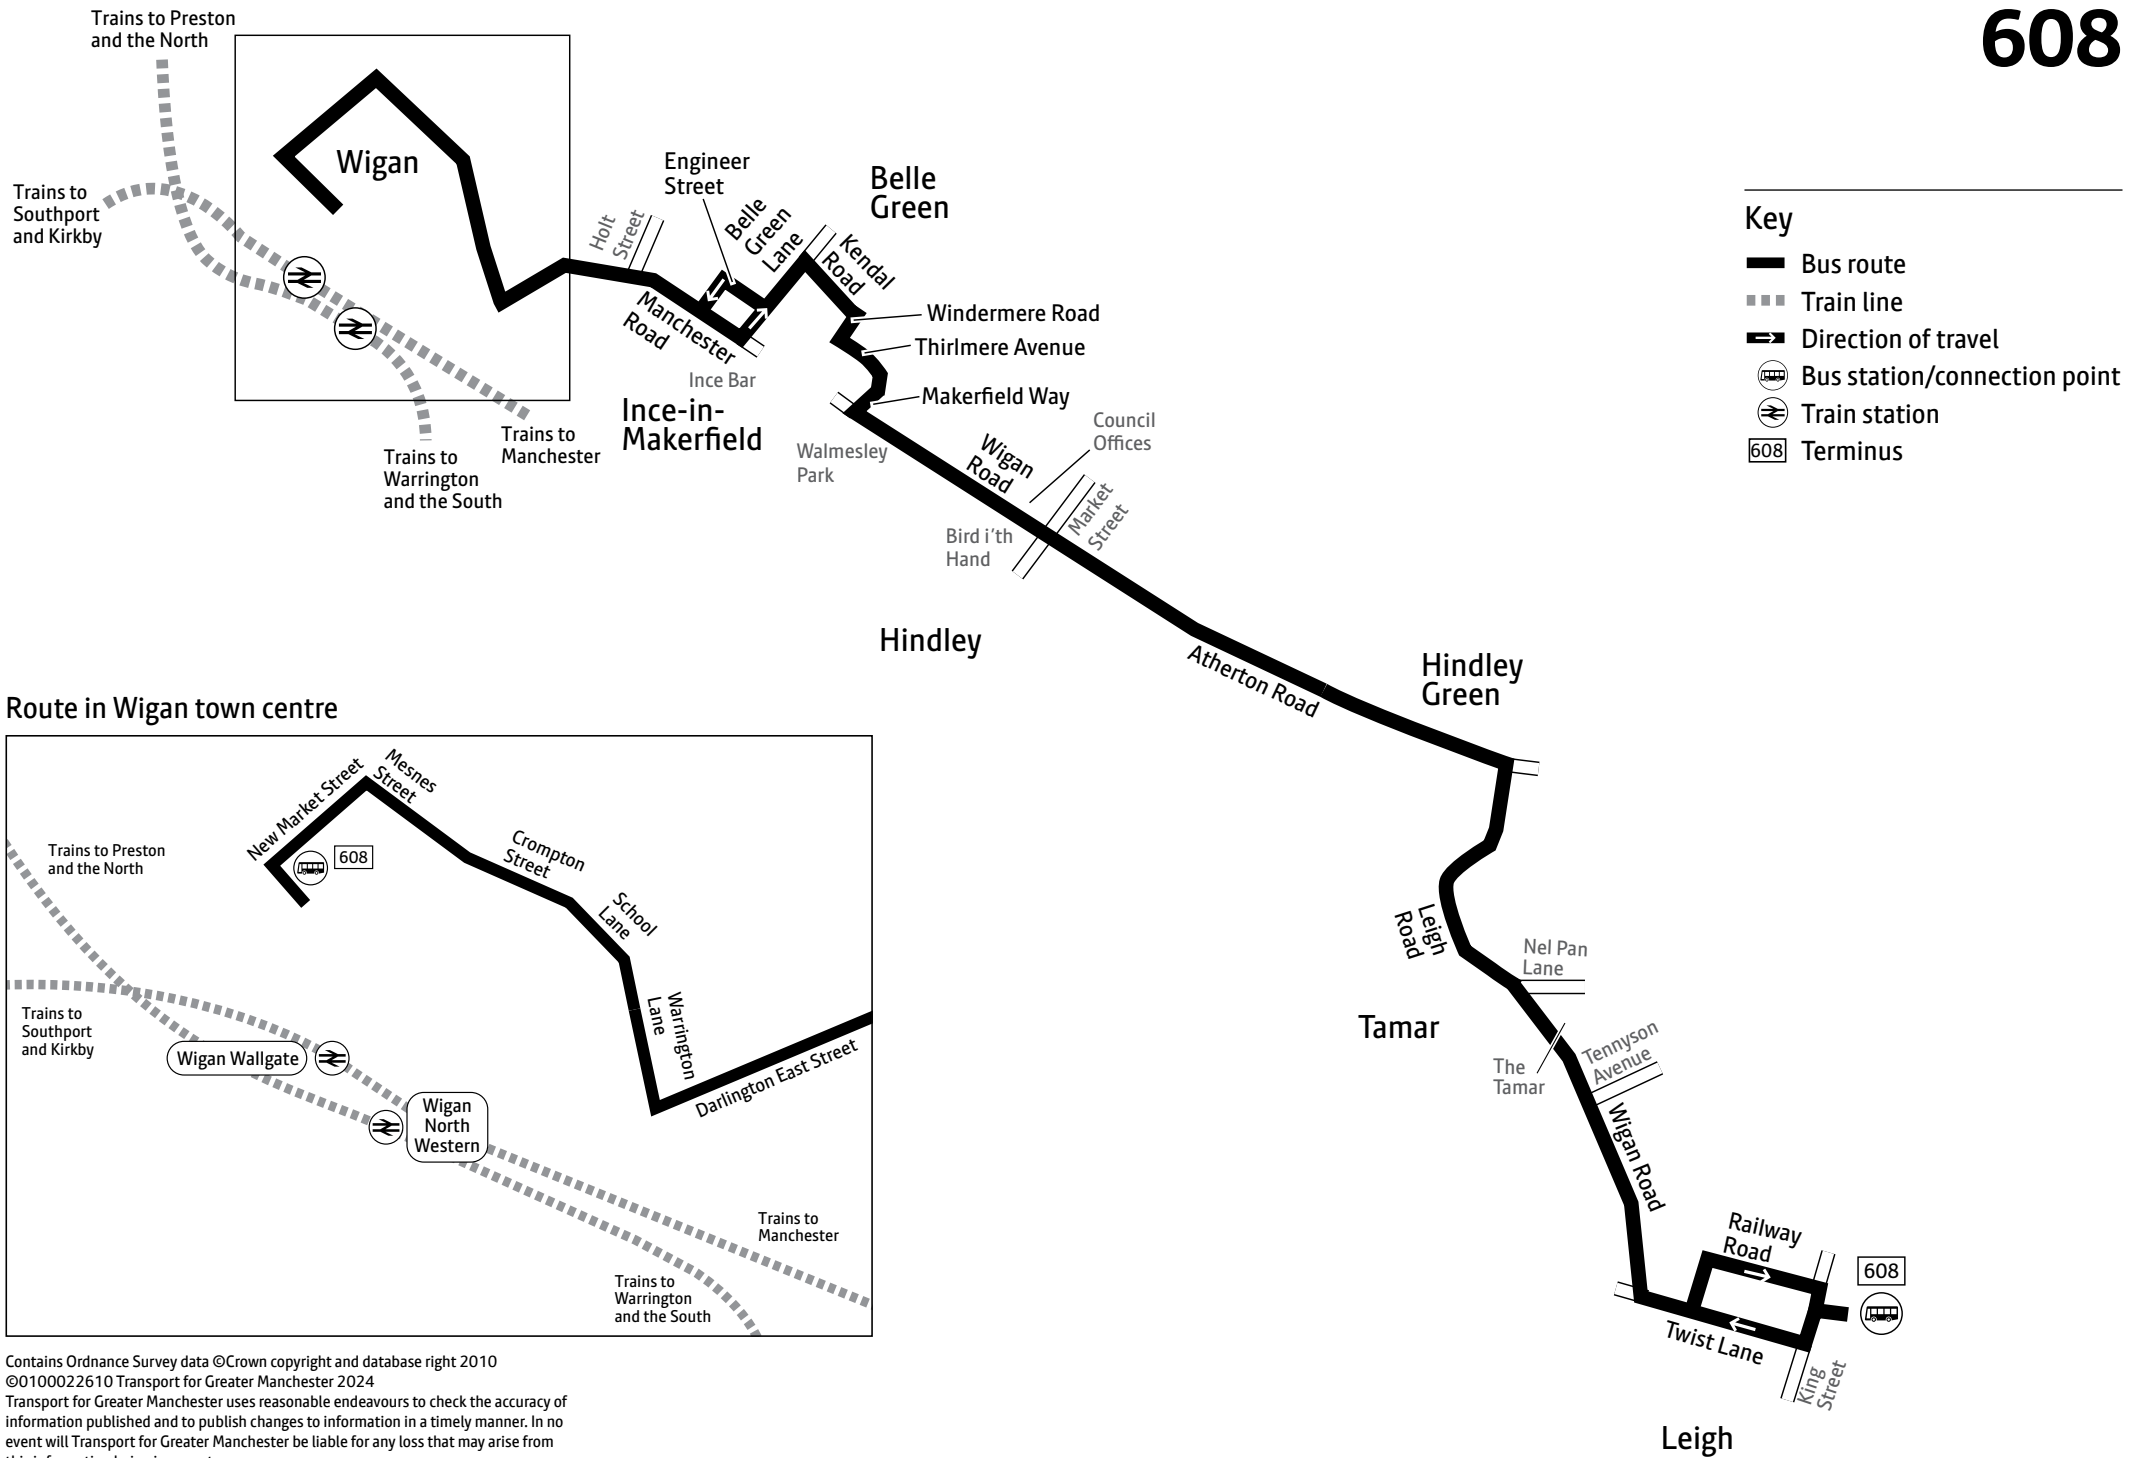 608
Trains to Preston
and the North
Wigan
Trains to
Southport
and Kirkby
Trains to
Manchester
Trains to
Warrington
and the South
Holt
Street
Engineer
Street
Belle
Green
Lane
Belle
Green
Kendal
Road
Manchester
Road
Windermere Road
Thirlmere Avenue
Makerfield Way
Ince Bar
Ince-in-
Makerfield
Walmesley
Park
Wigan
Road
Council
Offices
Market
Street
Bird i'th
Hand
Hindley
Atherton Road
Hindley
Green
Leigh
Road
Nel Pan
Lane
Tamar
The
Tamar
Tennyson
Avenue
Wigan Road
Railway
Road
608
Twist Lane
King
Street
Leigh
Key
Bus route
Train line
Direction of travel
Bus station/connection point
Train station
608 Terminus
Route in Wigan town centre
New Market Street
Mesnes
Street
608
Crompton
Street
School
Lane
Warrington
Lane
Darlington East Street
Trains to Preston
and the North
Trains to
Southport
and Kirkby
Wigan Wallgate
Wigan
North
Western
Trains to
Manchester
Trains to
Warrington
and the South
Contains Ordnance Survey data ©Crown copyright and database right 2010
©0100022610 Transport for Greater Manchester 2024
Transport for Greater Manchester uses reasonable endeavours to check the accuracy of
information published and to publish changes to information in a timely manner. In no
event will Transport for Greater Manchester be liable for any loss that may arise from